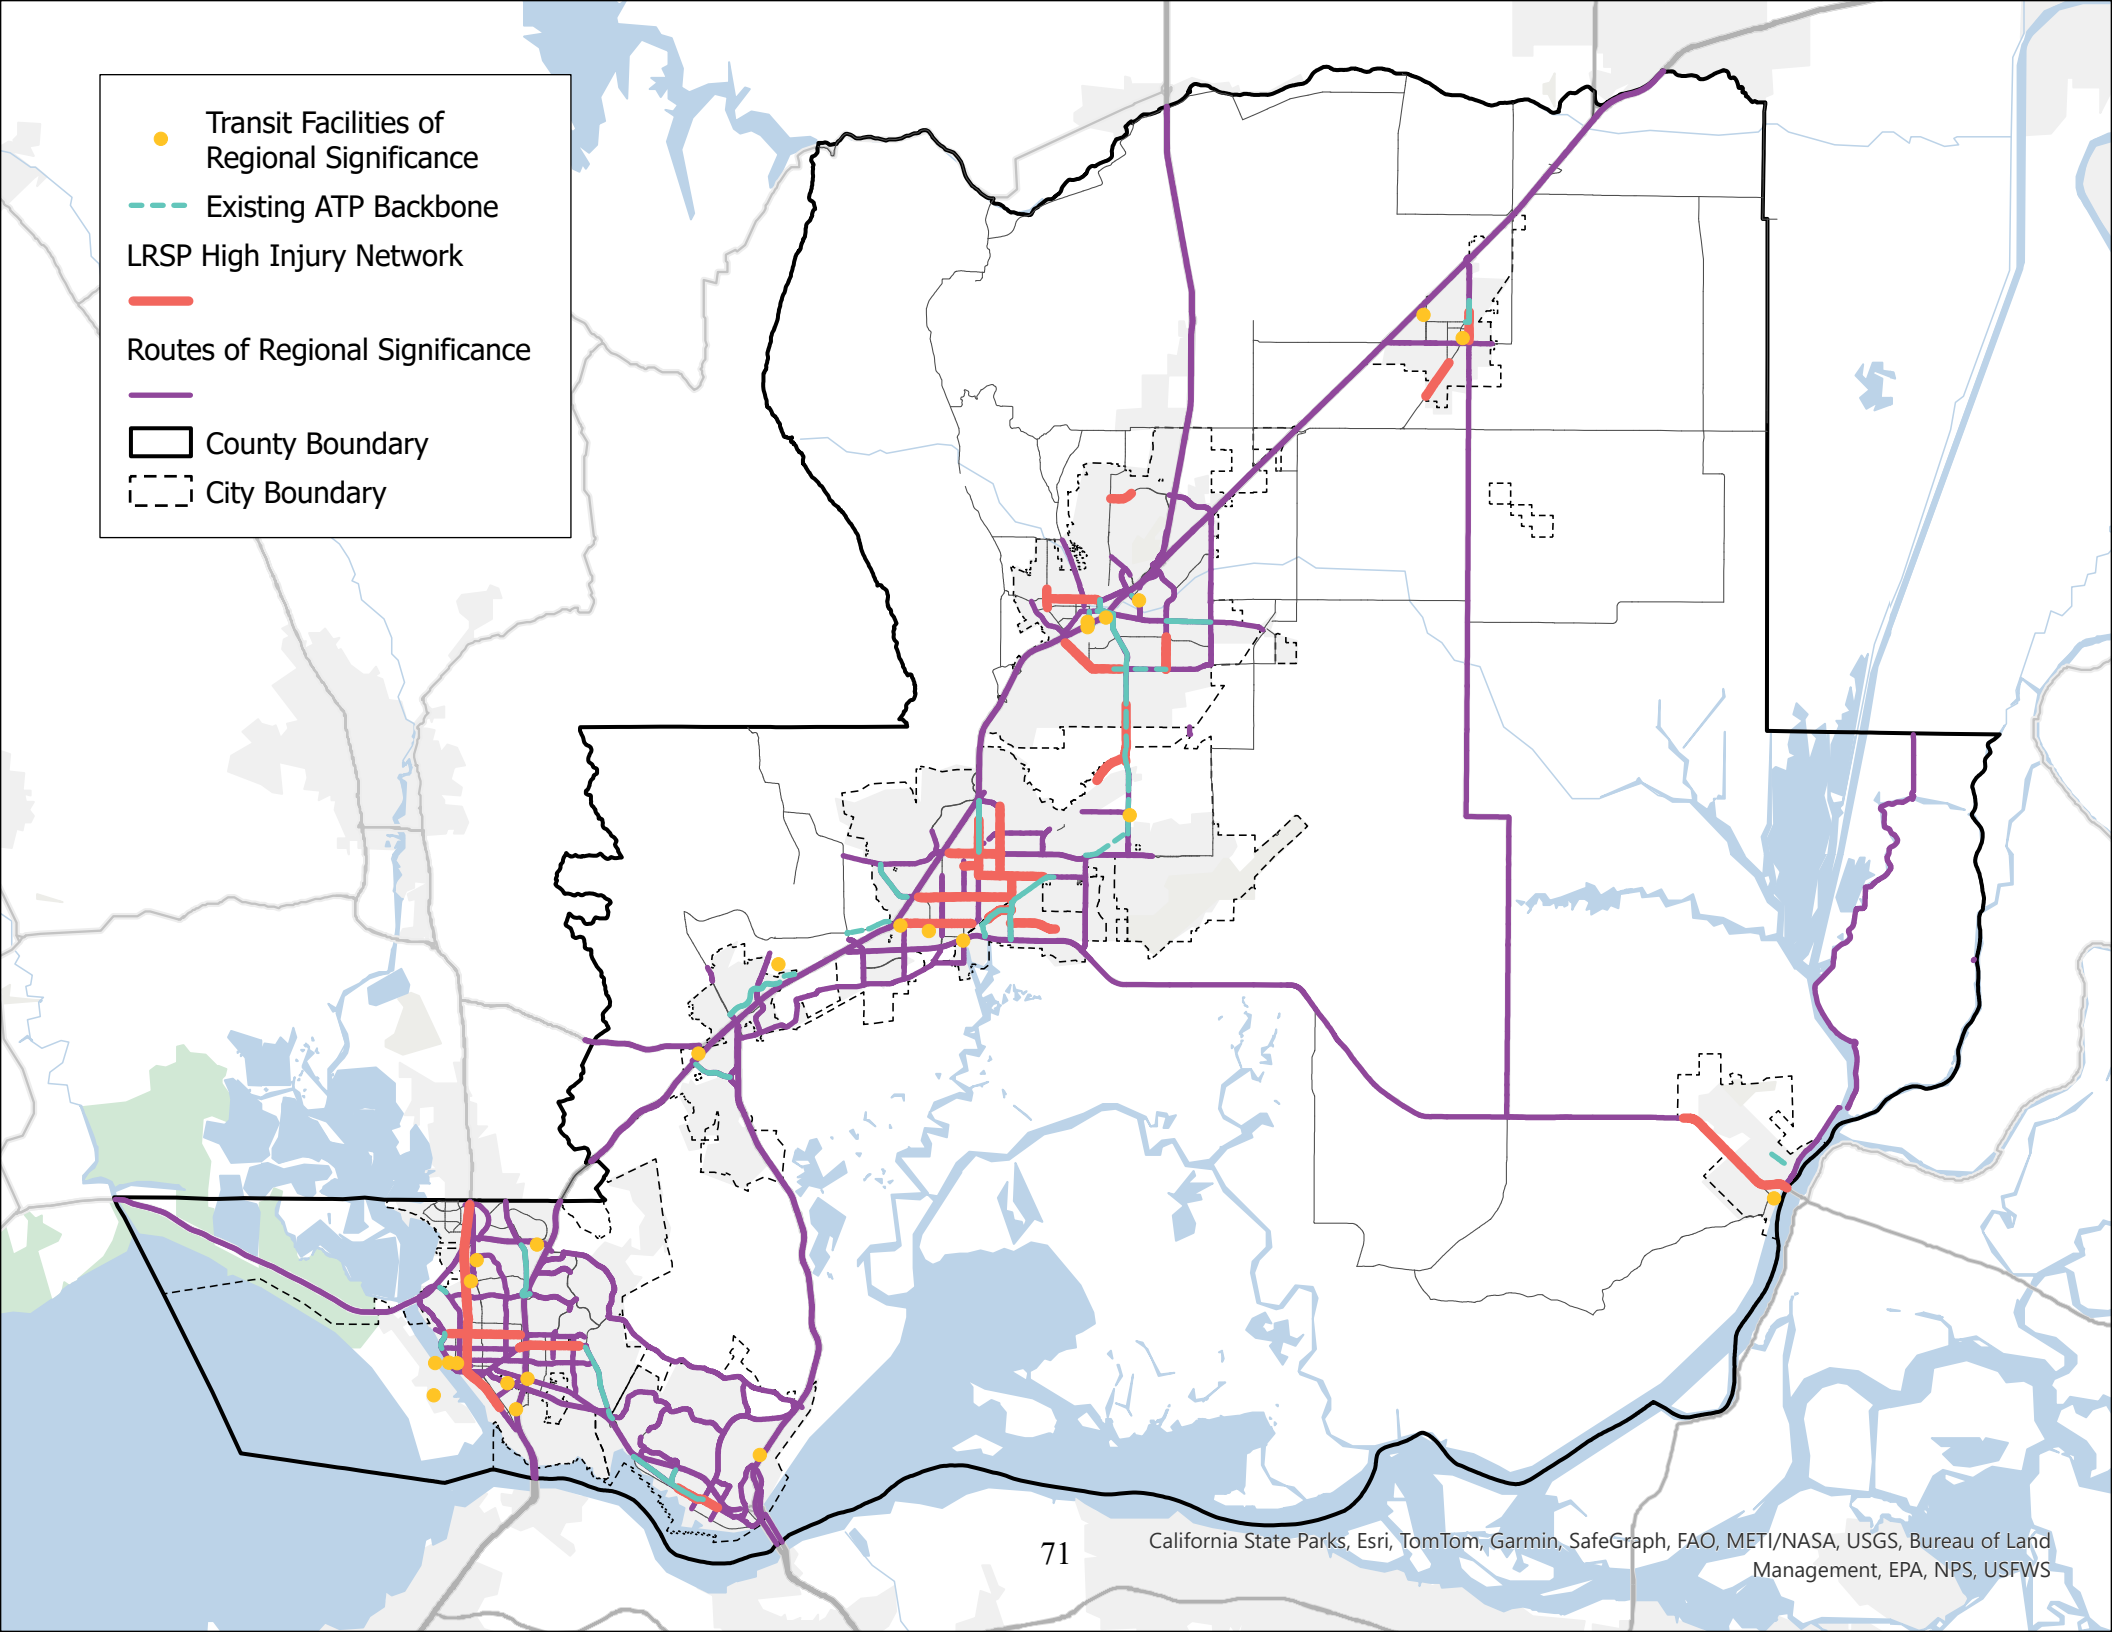 Transit Facilities of
Regional Significance
Existing ATP Backbone
LRSP High Injury Network
Routes of Regional Significance
County Boundary
City Boundary
71
California State Parks, Esri, TomTom, Garmin, SafeGraph, FAO, METI/NASA, USGS, Bureau of Land
Management, EPA, NPS, USFWS